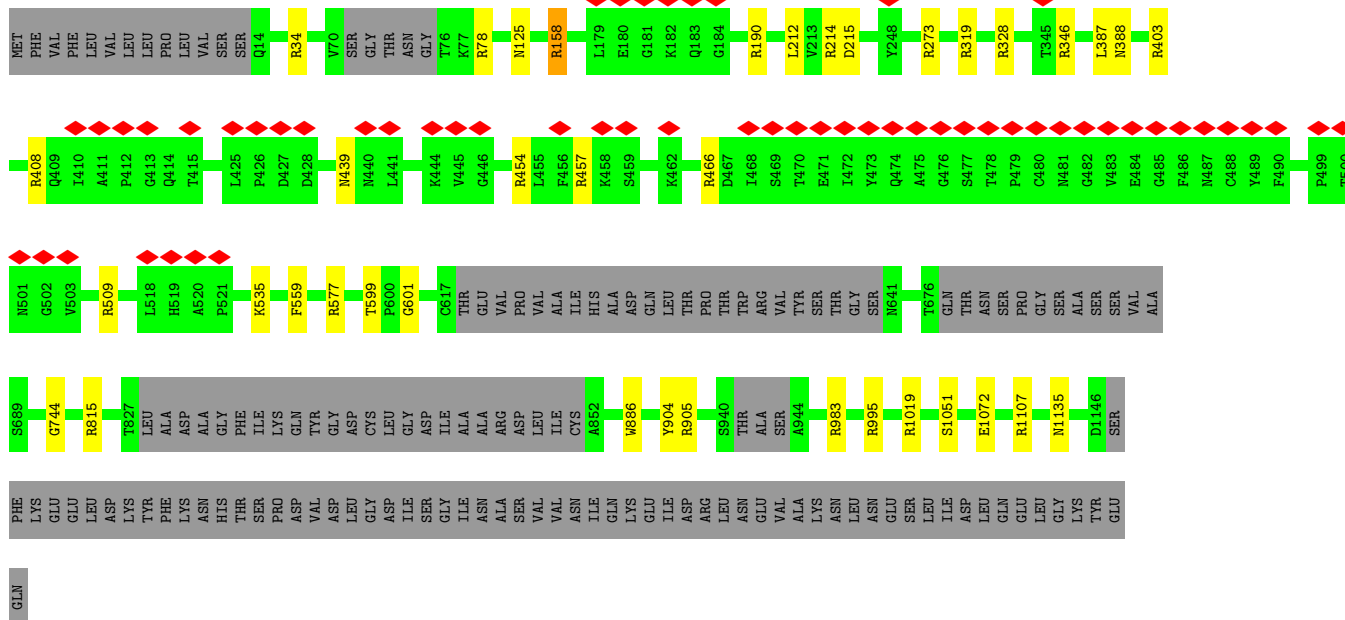 MET PHE VAL PHE LEU VAL LEU LEU PRO LEU VAL SER SER Q14 R34 V70 SER GLY THR ASN GLY T76 K77 R78 N125 R158 L179 E180 G181 K182 Q183 G184 R190 L212 V213 R214 D215 Y248 R273 R319 R328 T345 R346 L387 N388 R403
R408 Q409 I410 A411 P412 G413 Q414 T415 L425 P426 D427 D428 N439 N440 L441 K444 V445 G446 R454 L455 F456 R457 K458 S459 K462 R466 D467 I468 S469 T470 E471 I472 Y473 Q474 A475 G476 S477 T478 P479 C480 N481 G482 V483 E484 G485 F486 N487 C488 Y489 F490 P499
N501 G502 V503 R509 L518 H519 A520 P521 K535 F559 R577 T599 P600 G601 C617 THR GLU VAL PRO VAL ALA ILE HIS ALA ASP GLN LEU THR PRO THR TRP ARG VAL TYR SER THR GLY SER N641 T676 GLN THR ASN SER PRO GLY SER ALA SER SER VAL ALA
S689 G744 R815 T827 LEU ALA ASP ALA GLY PHE ILE LYS GLN TYR GLY ASP CYS LEU GLY ASP ILE ALA ALA ARG ASP LEU ILE CYS A852 W886 Y904 R905 S940 THR ALA SER A944 R983 R995 R1019 S1051 E1072 R1107 N1135 D1146 SER
PHE LYS GLU GLU LEU ASP LYS TYR PHE LYS ASN HIS THR SER PRO ASP VAL ASP LEU GLY ASP ILE SER GLY ILE ASN ALA SER VAL VAL ASN ILE GLN LYS GLU ILE ASP ARG LEU ASN GLU VAL ALA LYS ASN LEU ASN GLU SER LEU ILE ASP LEU GLN GLU LEU GLY LYS TYR GLU
GLN